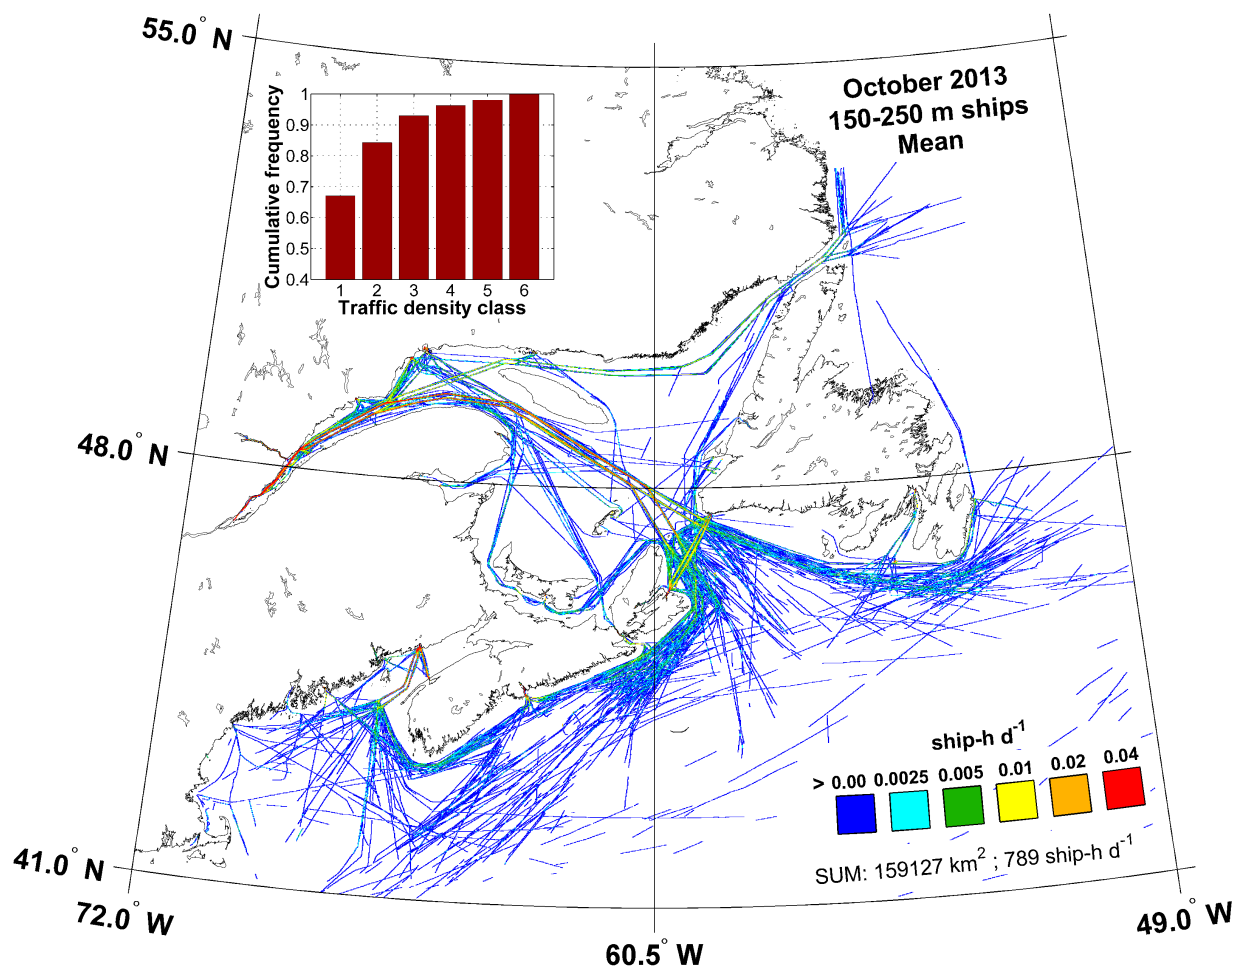 55.0° N
October 2013
150-250 m ships
Mean
Cumulative frequency
1
0.9
0.8
0.7
0.6
0.5
0.4
1 2 3 4 5 6
Traffic density class
48.0° N
ship-h d⁻¹
> 0.00 0.0025 0.005 0.01 0.02 0.04
SUM: 159127 km² ; 789 ship-h d⁻¹
41.0° N
72.0° W
60.5° W
49.0° W